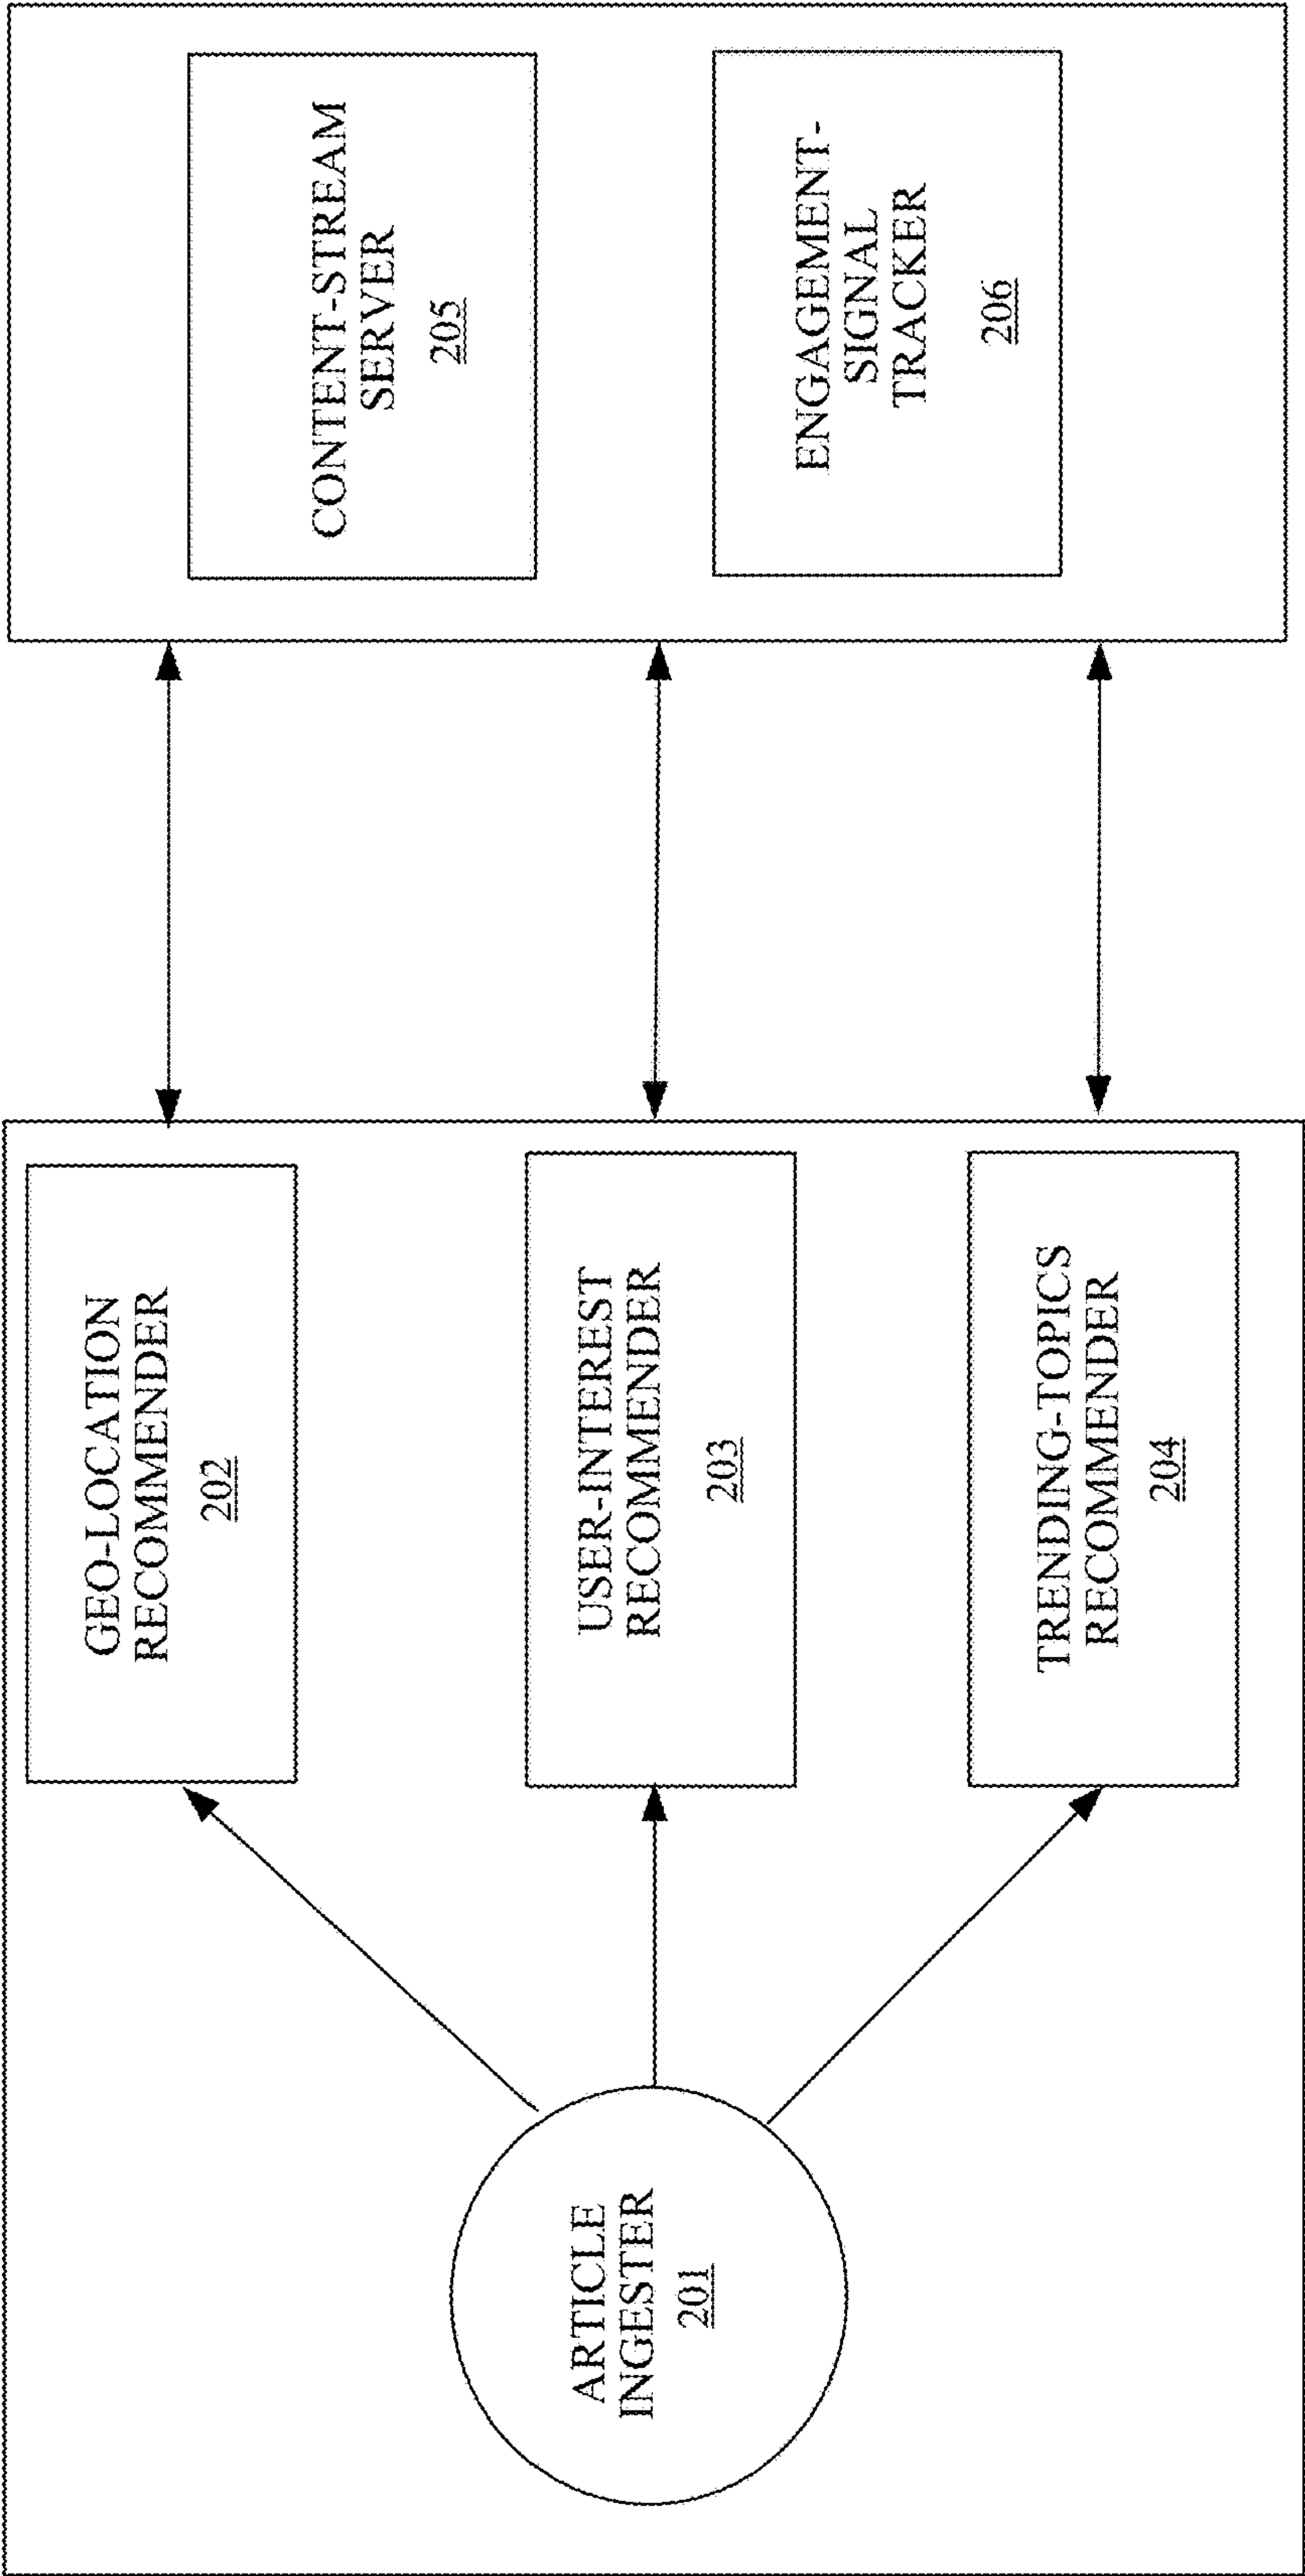 ARTICLE
INGESTER
201
GEO-LOCATION
RECOMMENDER
202
USER-INTEREST
RECOMMENDER
203
TRENDING-TOPICS
RECOMMENDER
204
CONTENT-STREAM
SERVER
205
ENGAGEMENT-
SIGNAL
TRACKER
206